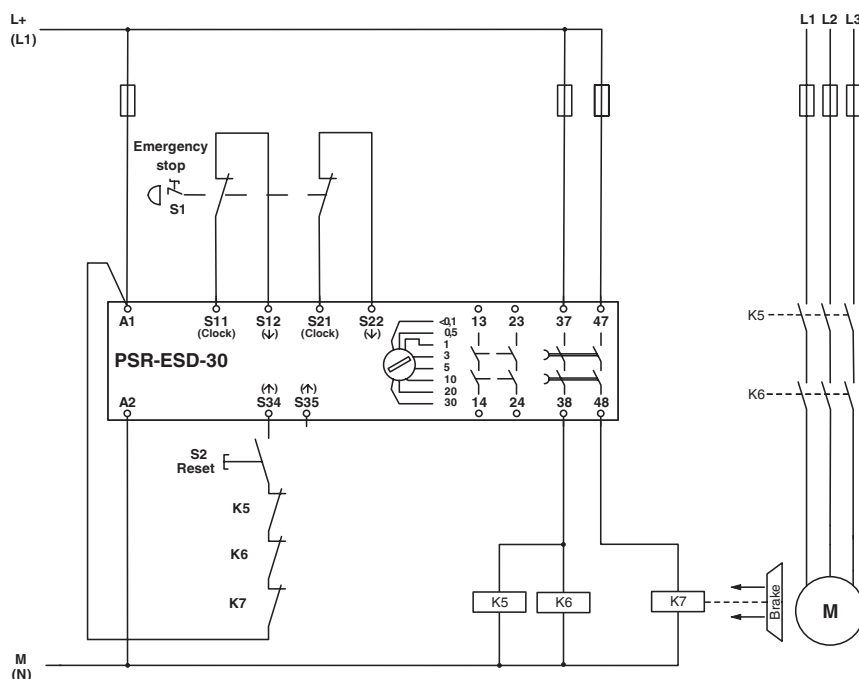 L+
(L1)
L1 L2 L3
Emergency
stop
S1
A1 S11 S12 S21 S22 13 23 37 47
(Clock) (↓) (Clock) (↓)
<0,1
0,5
1
3
5
10
20
30
PSR-ESD-30
(↑) (↑)
A2 S34 S35 14 24 38 48
K5
K6
S2
Reset
K5
K6
K7
K5 K6 K7 Brake M
M
(N)